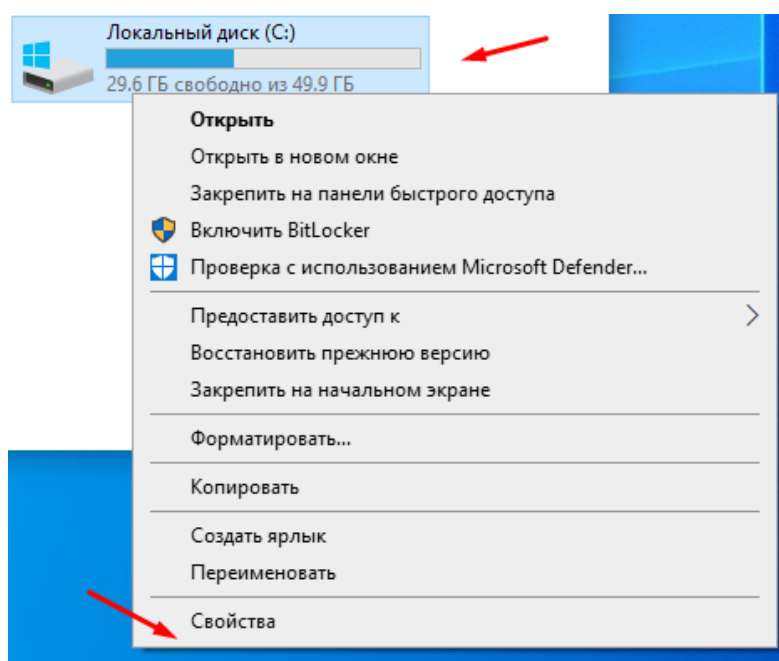 Локальный диск (C:)
29.6 ГБ свободно из 49.9 ГБ
Открыть
Открыть в новом окне
Закрепить на панели быстрого доступа
Включить BitLocker
Проверка с использованием Microsoft Defender...
Предоставить доступ к
Восстановить прежнюю версию
Закрепить на начальном экране
Форматировать...
Копировать
Создать ярлык
Переименовать
Свойства